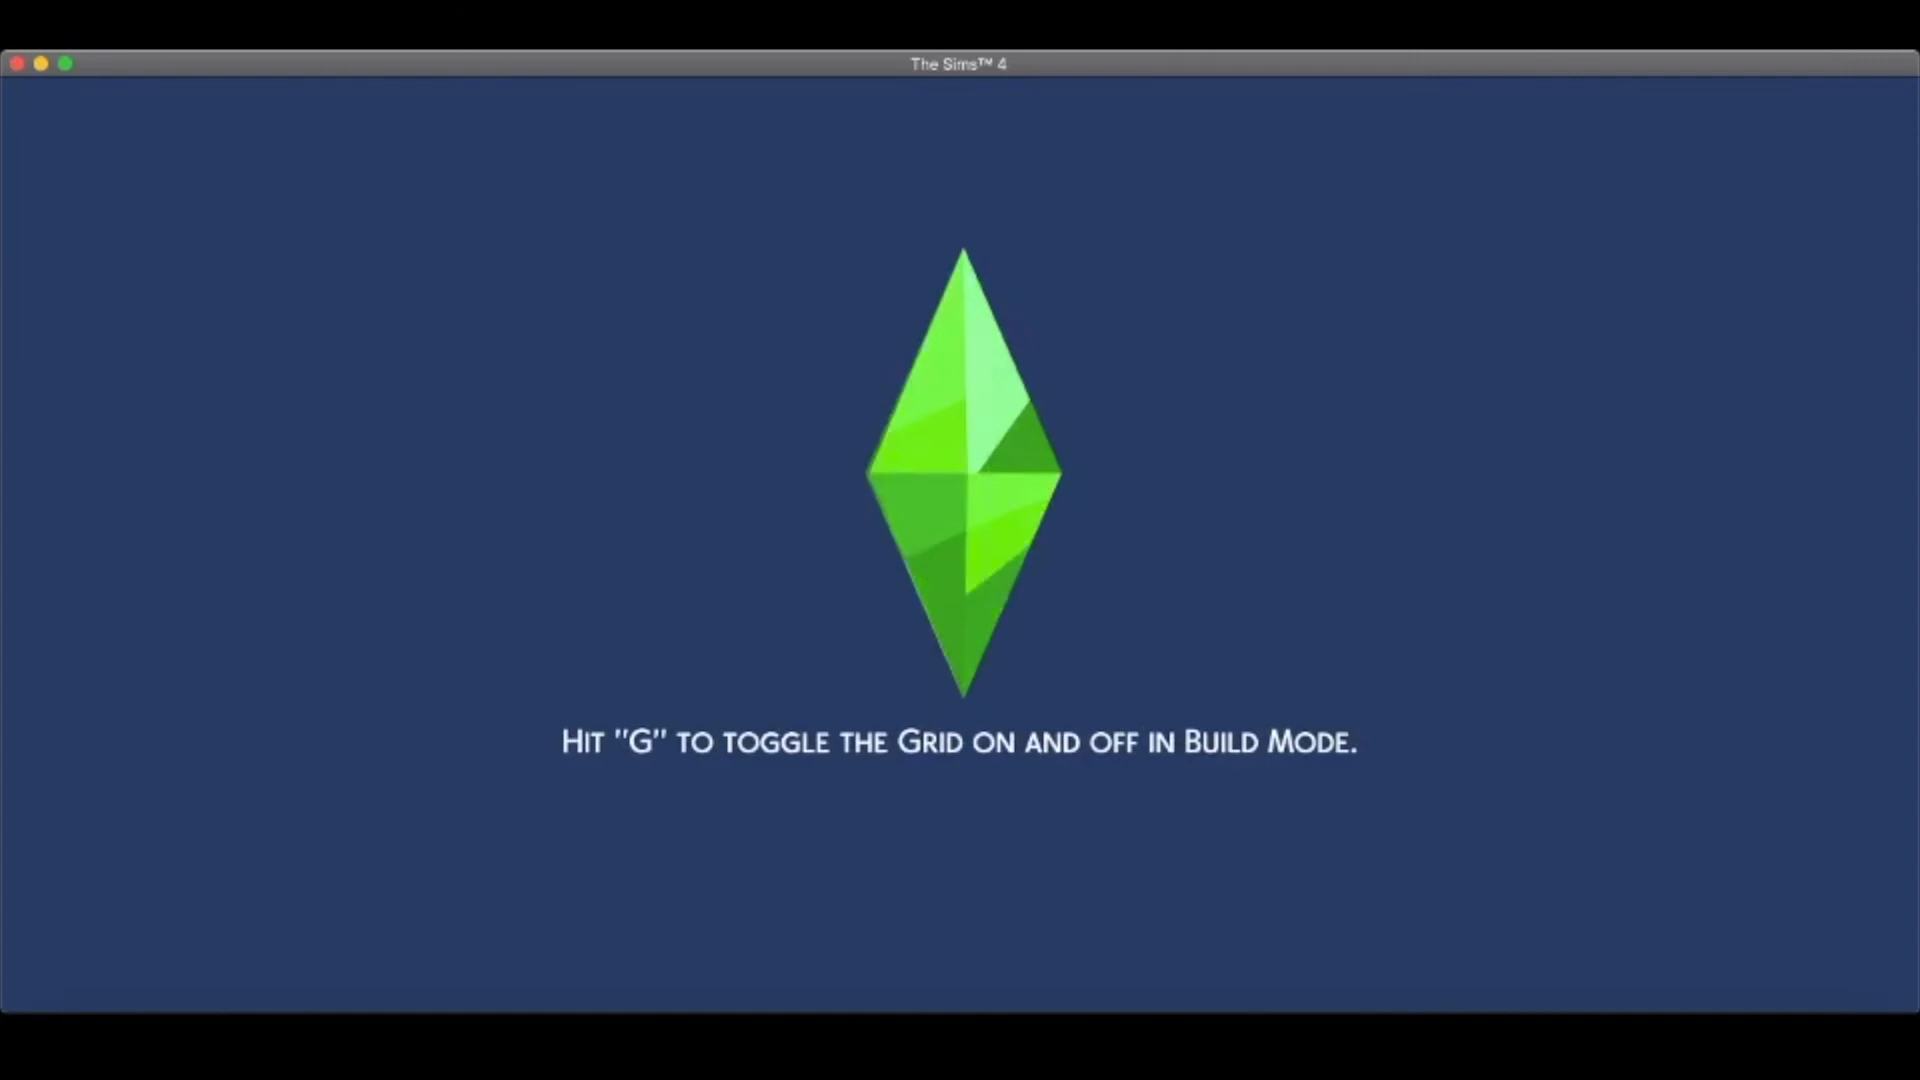 The Sims™ 4
Hit "G" to toggle the Grid on and off in Build Mode.